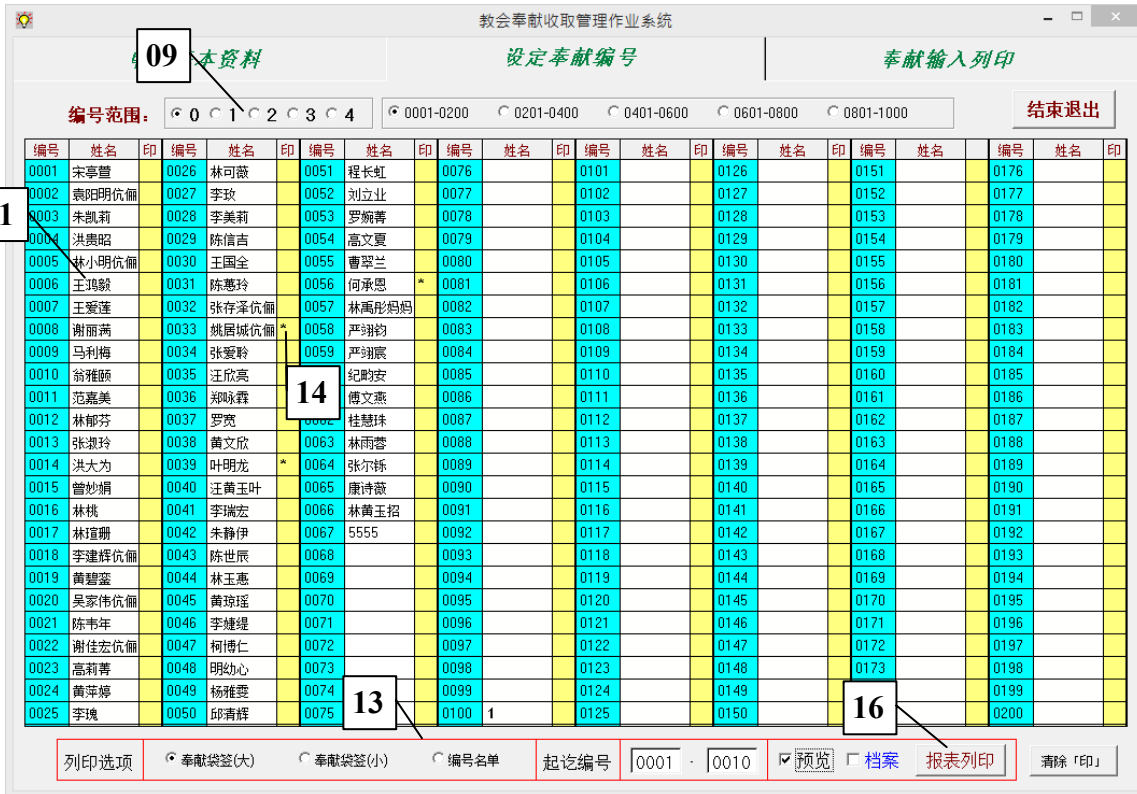 教会奉献收取管理作业系统
09 本资料 设定奉献编号 奉献输入列印
编号范围： 0 1 2 3 4 0001-0200 0201-0400 0401-0600 0601-0800 0801-1000 结束退出
编号 姓名 印 编号 姓名 印 编号 姓名 印 编号 姓名 印 编号 姓名 印 编号 姓名 印 编号 姓名 编号 姓名 印
0001 宋亭萱 0026 林可薇 0051 程长虹 0076 0101 0126 0151 0176
0002 袁阳明伉俪 0027 李玫 0052 刘立业 0077 0102 0127 0152 0177
1 0003 朱凯莉 0028 李美莉 0053 罗婉菁 0078 0103 0128 0153 0178
0004 洪贵昭 0029 陈信吉 0054 高文夏 0079 0104 0129 0154 0179
0005 林小明伉俪 0030 王国全 0055 曹翠兰 0080 0105 0130 0155 0180
0006 王鸿毅 0031 陈蕙玲 0056 何承恩 * 0081 0106 0131 0156 0181
0007 王爱莲 0032 张存泽伉俪 0057 林禹彤妈妈 0082 0107 0132 0157 0182
0008 谢丽满 0033 姚居城伉俪 * 0058 严翊钧 0083 0108 0133 0158 0183
0009 马利梅 0034 张爱聆 0059 严翊宸 0084 0109 0134 0159 0184
0010 翁雅颐 0035 汪欣亮 纪畇安 0085 0110 0135 0160 0185
0011 范嘉美 0036 郑咏霖 14 傅文燕 0086 0111 0136 0161 0186
0012 林郁芬 0037 罗宽 0062 桂慧珠 0087 0112 0137 0162 0187
0013 张淑玲 0038 黄文欣 0063 林雨蓉 0088 0113 0138 0163 0188
0014 洪大为 0039 叶明龙 * 0064 张尔铄 0089 0114 0139 0164 0189
0015 曾妙娟 0040 汪黄玉叶 0065 康诗薇 0090 0115 0140 0165 0190
0016 林桃 0041 李瑞宏 0066 林黄玉招 0091 0116 0141 0166 0191
0017 林瑄珊 0042 朱静伊 0067 5555 0092 0117 0142 0167 0192
0018 李建辉伉俪 0043 陈世辰 0068 0093 0118 0143 0168 0193
0019 黄碧銮 0044 林玉惠 0069 0094 0119 0144 0169 0194
0020 吴家伟伉俪 0045 黄琼瑶 0070 0095 0120 0145 0170 0195
0021 陈韦年 0046 李婕缇 0071 0096 0121 0146 0171 0196
0022 谢佳宏伉俪 0047 柯博仁 0072 0097 0122 0147 0172 0197
0023 高莉菁 0048 明幼心 0073 0098 0123 0148 0173 0198
0024 黄萍婷 0049 杨雅雯 0074 0099 0124 0149 0199
0025 李瑰 0050 邱青辉 0075 13 0100 1 0125 0150 16 0200
列印选项 奉献袋签(大) 奉献袋签(小) 编号名单 起讫编号 0001 - 0010 预览 档案 报表列印 清除「印」